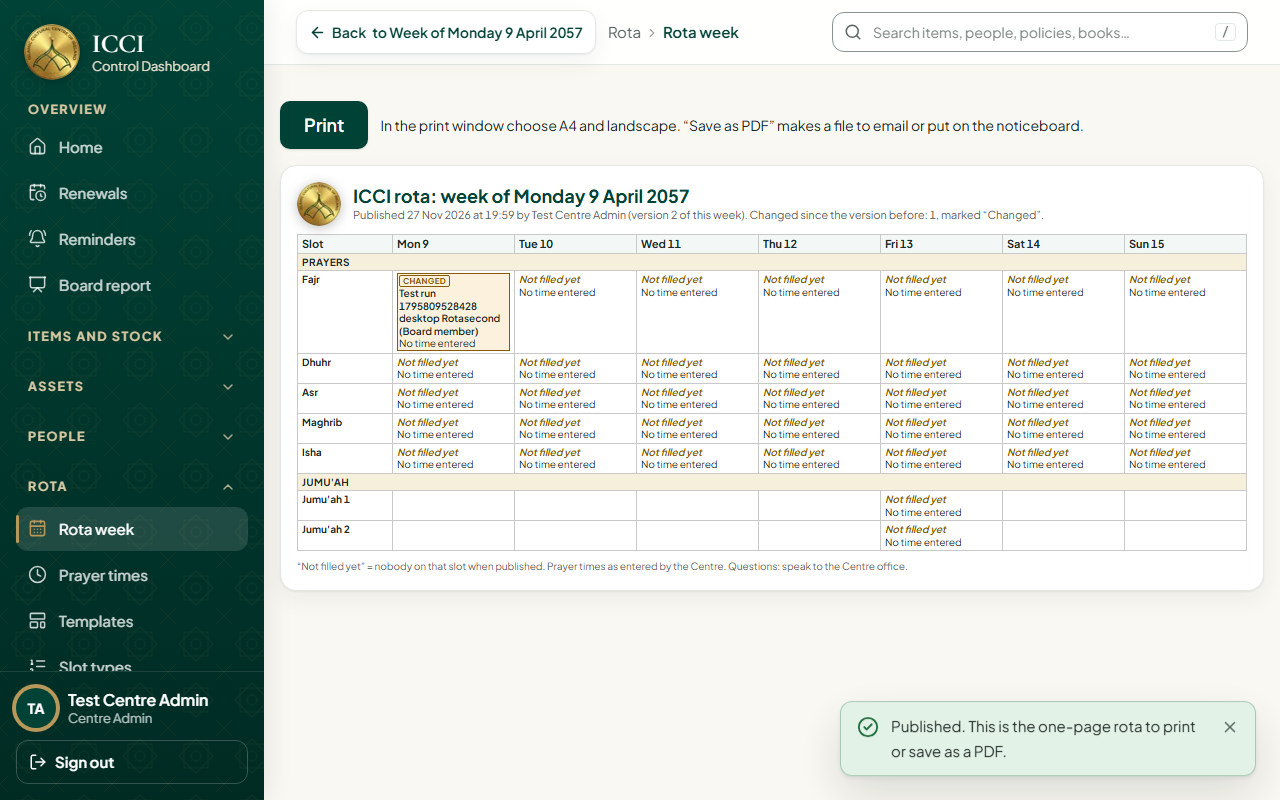 ICCI
Control Dashboard
OVERVIEW
Home
Renewals
Reminders
Board report
ITEMS AND STOCK
ASSETS
PEOPLE
ROTA
Rota week
Prayer times
Templates
Slot types
TA
Test Centre Admin
Centre Admin
Sign out
Back to Week of Monday 9 April 2057
Rota
Rota week
Search items, people, policies, books…
/
Print
In the print window choose A4 and landscape. “Save as PDF” makes a file to email or put on the noticeboard.
ICCI rota: week of Monday 9 April 2057
Published 27 Nov 2026 at 19:59 by Test Centre Admin (version 2 of this week). Changed since the version before: 1, marked “Changed”.
Slot Mon 9 Tue 10 Wed 11 Thu 12 Fri 13 Sat 14 Sun 15
PRAYERS
Fajr
CHANGED
Test run
1795809528428
desktop Rotasecond
(Board member)
No time entered
Not filled yet Not filled yet Not filled yet Not filled yet Not filled yet Not filled yet
No time entered No time entered No time entered No time entered No time entered No time entered
Dhuhr Not filled yet Not filled yet Not filled yet Not filled yet Not filled yet Not filled yet Not filled yet
No time entered No time entered No time entered No time entered No time entered No time entered No time entered
Asr Not filled yet Not filled yet Not filled yet Not filled yet Not filled yet Not filled yet Not filled yet
No time entered No time entered No time entered No time entered No time entered No time entered No time entered
Maghrib Not filled yet Not filled yet Not filled yet Not filled yet Not filled yet Not filled yet Not filled yet
No time entered No time entered No time entered No time entered No time entered No time entered No time entered
Isha Not filled yet Not filled yet Not filled yet Not filled yet Not filled yet Not filled yet Not filled yet
No time entered No time entered No time entered No time entered No time entered No time entered No time entered
JUMU'AH
Jumu'ah 1 Not filled yet
No time entered
Jumu'ah 2 Not filled yet
No time entered
“Not filled yet” = nobody on that slot when published. Prayer times as entered by the Centre. Questions: speak to the Centre office.
Published. This is the one-page rota to print
or save as a PDF.